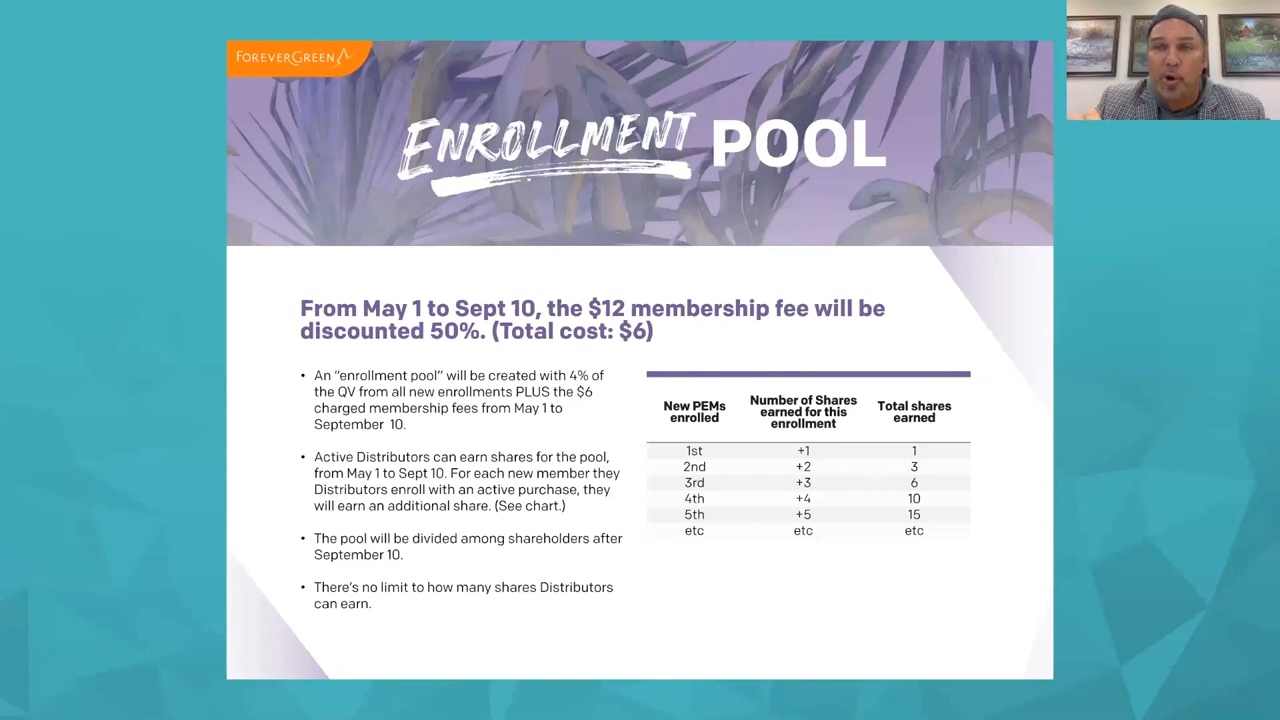 FOREVERGREEN
ENROLLMENT POOL
From May 1 to Sept 10, the $12 membership fee will be
discounted 50%. (Total cost: $6)
• An “enrollment pool” will be created with 4% of
the QV from all new enrollments PLUS the $6
charged membership fees from May 1 to
September 10.
• Active Distributors can earn shares for the pool,
from May 1 to Sept 10. For each new member they
Distributors enroll with an active purchase, they
will earn an additional share. (See chart.)
• The pool will be divided among shareholders after
September 10.
• There’s no limit to how many shares Distributors
can earn.
New PEMs enrolled | Number of Shares earned for this enrollment | Total shares earned
1st +1 1
2nd +2 3
3rd +3 6
4th +4 10
5th +5 15
etc etc etc